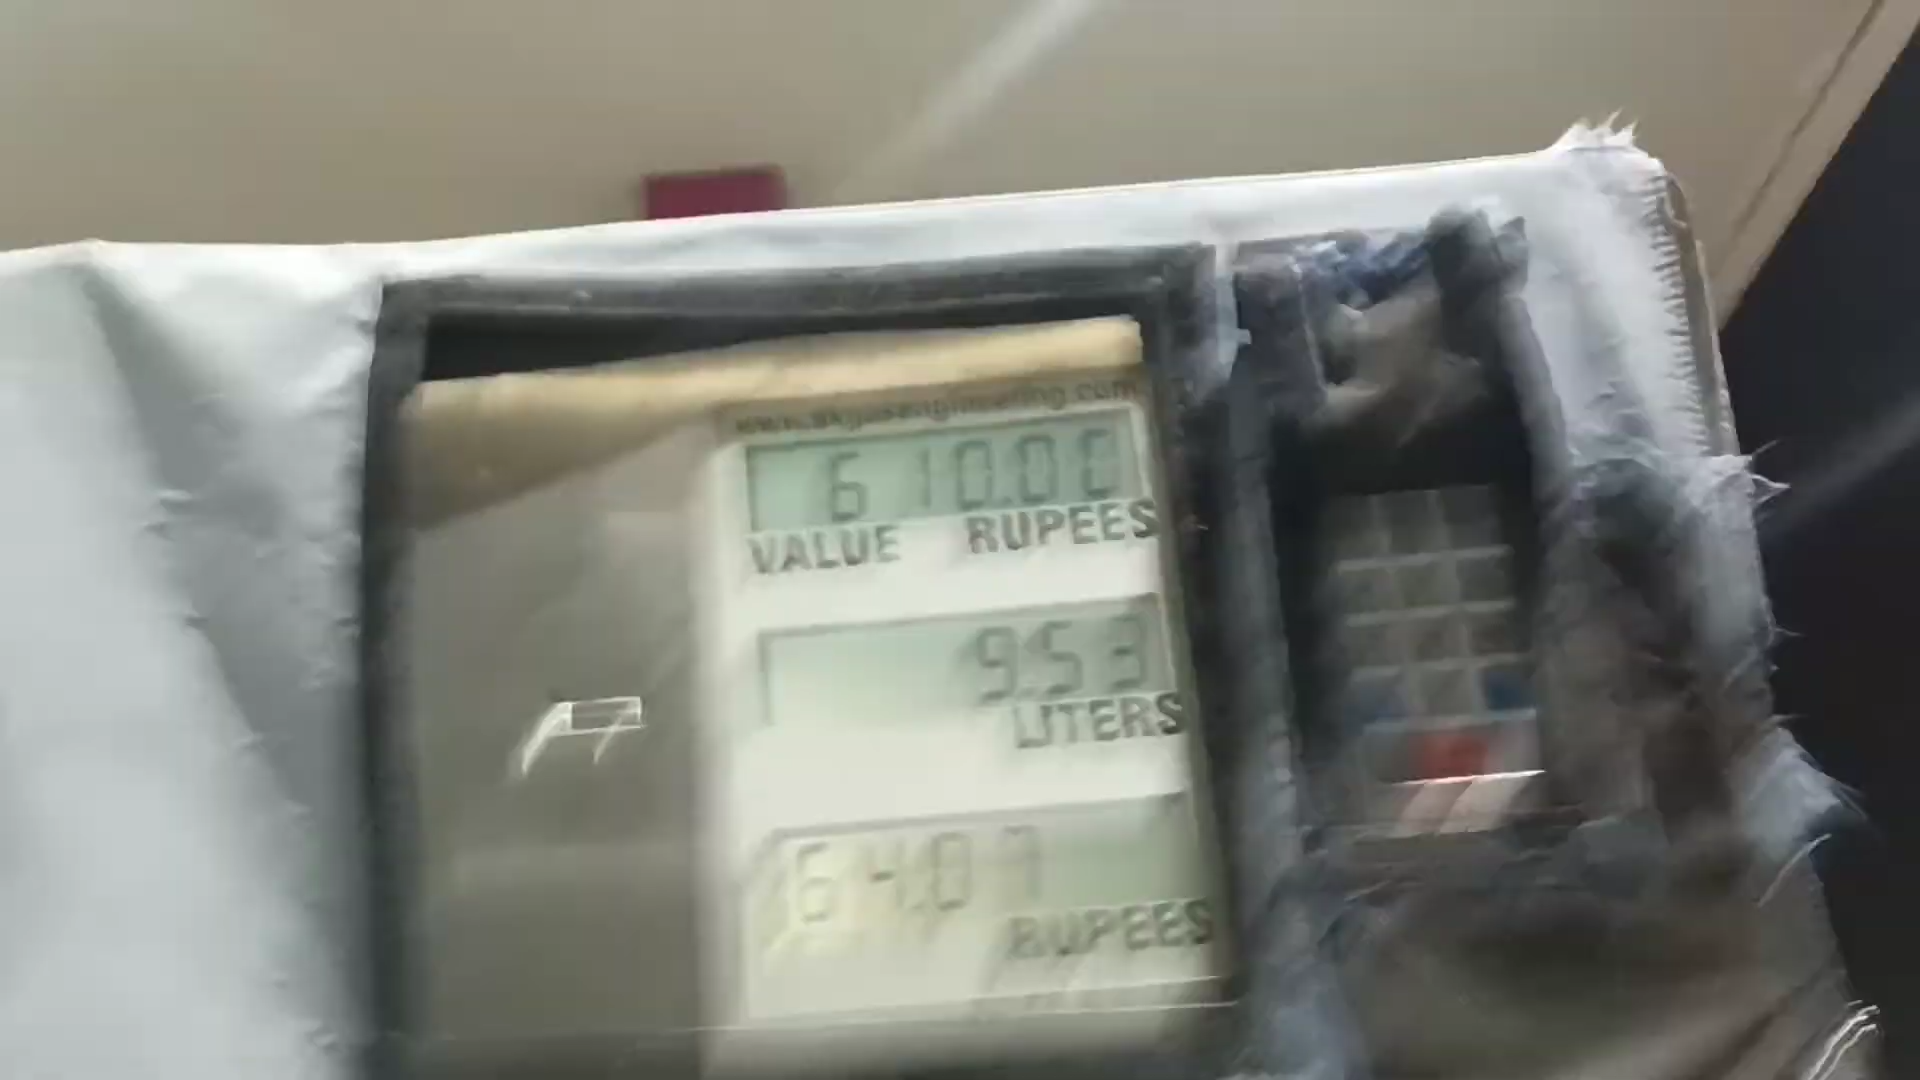 610.00
VALUE RUPEES
9.53
LITERS
64.07
RUPEES